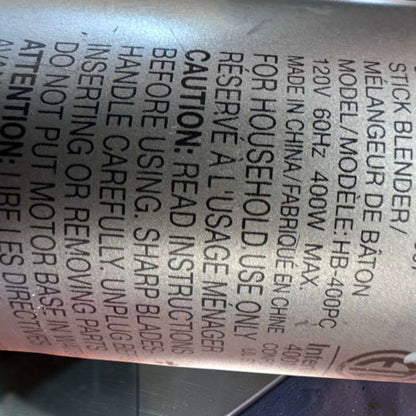 STICK BLENDER/
MÉLANGEUR DE BÂTON
MODEL/MODÈLE: HB-400PC
120V 60Hz 400W MAX
MADE IN CHINA/FABRIQUÉ EN CHINE
FOR HOUSEHOLD USE ONLY
RÉSERVÉ À L'USAGE MÉNAGER
CAUTION: READ INSTRUCTIONS
BEFORE USING. SHARP BLADES
HANDLE CAREFULLY. UNPLUG
INSERTING OR REMOVING PARTS
DO NOT PUT MOTOR BASE IN
ATTENTION: LIRE LES DIRECTIVES